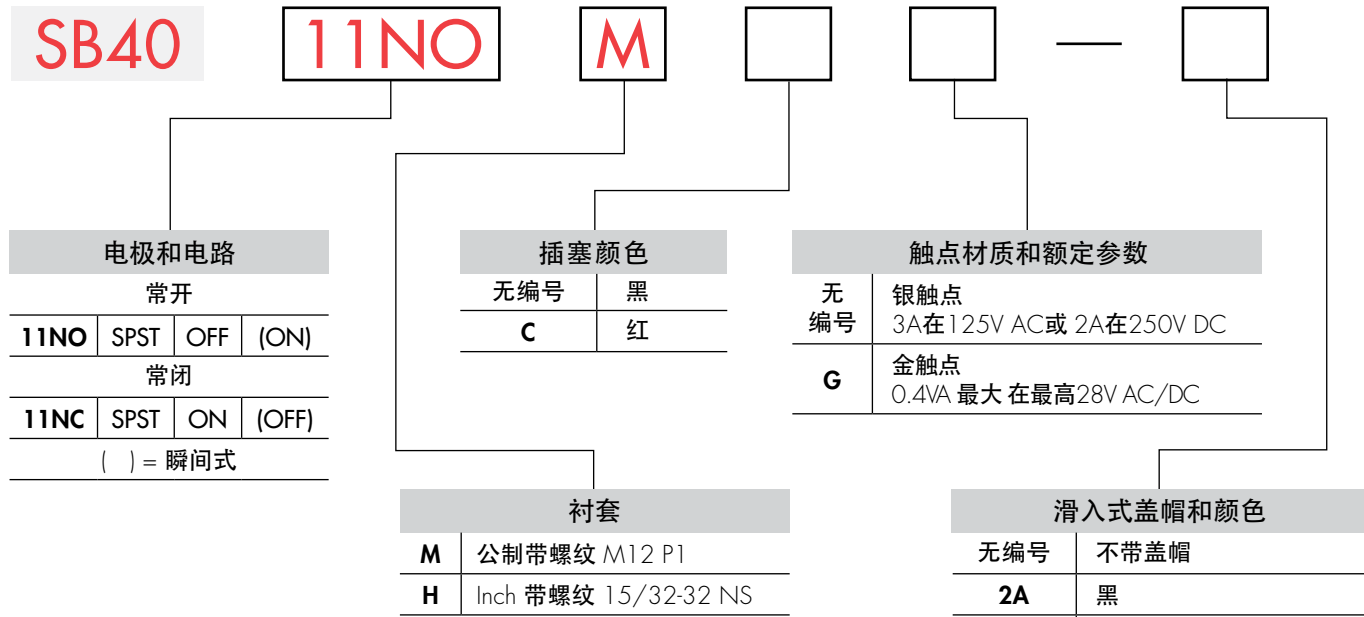 SB40 11NO M —
电极和电路
常开
11NO SPST OFF (ON)
常闭
11NC SPST ON (OFF)
( ) = 瞬间式
插塞颜色
无编号 黑
C 红
触点材质和额定参数
无编号 银触点
3A在125V AC或 2A在250V DC
G 金触点
0.4VA 最大 在最高28V AC/DC
衬套
M 公制带螺纹 M12 P1
H Inch 带螺纹 15/32-32 NS
滑入式盖帽和颜色
无编号 不带盖帽
2A 黑